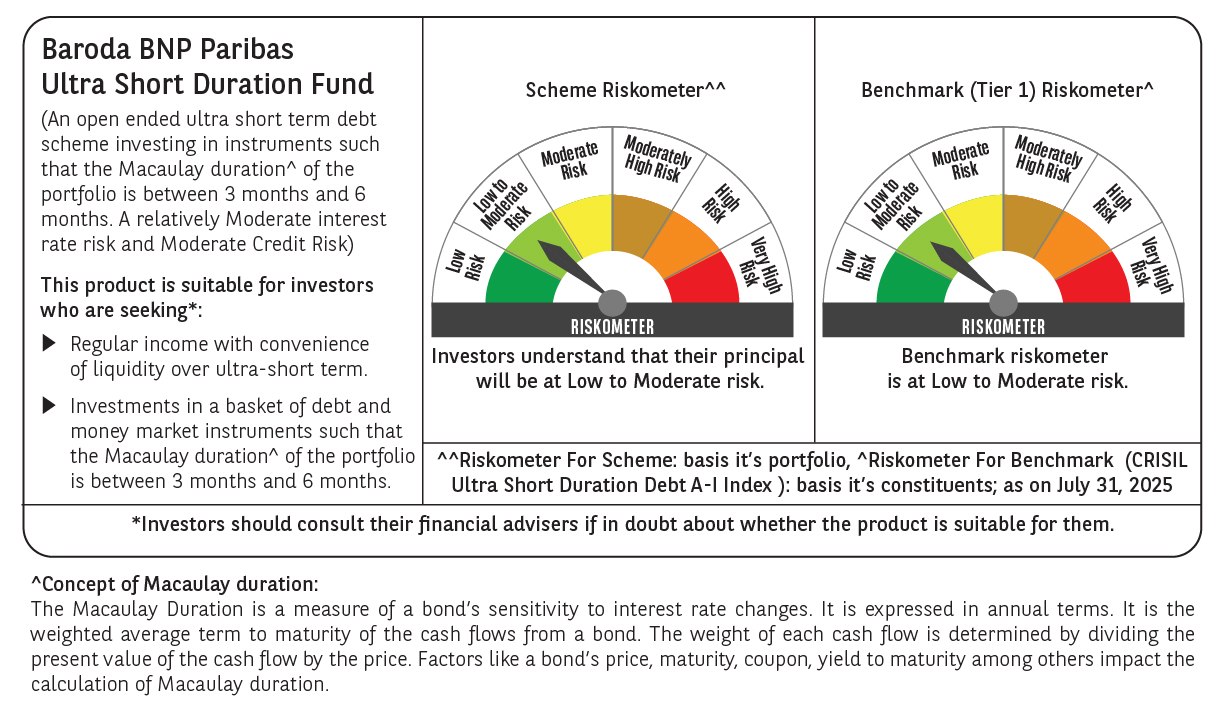 Baroda BNP Paribas
Ultra Short Duration Fund
(An open ended ultra short term debt
scheme investing in instruments such
that the Macaulay duration^ of the
portfolio is between 3 months and 6
months. A relatively Moderate interest
rate risk and Moderate Credit Risk)
This product is suitable for investors
who are seeking*:
Regular income with convenience
of liquidity over ultra-short term.
Investments in a basket of debt and
money market instruments such that
the Macaulay duration^ of the portfolio
is between 3 months and 6 months.
Scheme Riskometer^^
Low
Risk
Low to
Moderate
Risk
Moderate
Risk
Moderately
High Risk
High
Risk
Very High
Risk
RISKOMETER
Investors understand that their principal
will be at Low to Moderate risk.
Benchmark (Tier 1) Riskometer^
Low
Risk
Low to
Moderate
Risk
Moderate
Risk
Moderately
High Risk
High
Risk
Very High
Risk
RISKOMETER
Benchmark riskometer
is at Low to Moderate risk.
^^Riskometer For Scheme: basis it's portfolio, ^Riskometer For Benchmark (CRISIL
Ultra Short Duration Debt A-I Index ): basis it's constituents; as on July 31, 2025
*Investors should consult their financial advisers if in doubt about whether the product is suitable for them.
^Concept of Macaulay duration:
The Macaulay Duration is a measure of a bond's sensitivity to interest rate changes. It is expressed in annual terms. It is the
weighted average term to maturity of the cash flows from a bond. The weight of each cash flow is determined by dividing the
present value of the cash flow by the price. Factors like a bond's price, maturity, coupon, yield to maturity among others impact the
calculation of Macaulay duration.